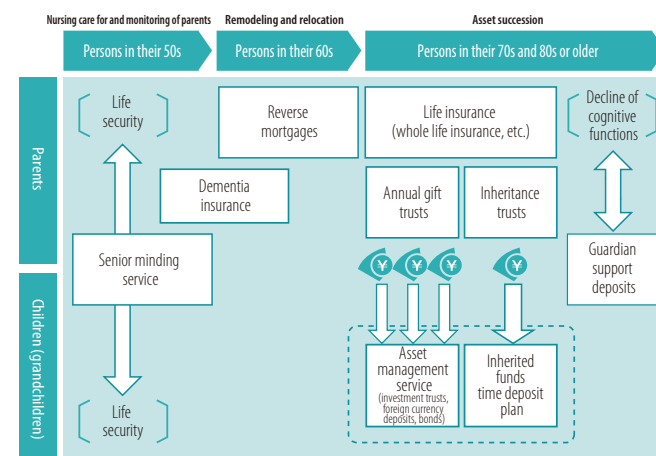 Nursing care for and monitoring of parents
Remodeling and relocation
Asset succession
Persons in their 50s
Persons in their 60s
Persons in their 70s and 80s or older
Parents
Children (grandchildren)
Life
security
Reverse
mortgages
Life insurance
(whole life insurance, etc.)
Decline of
cognitive
functions
Dementia
insurance
Annual gift
trusts
Inheritance
trusts
Senior minding
service
Guardian
support
deposits
¥
¥
¥
¥
Asset
management
service
(investment trusts,
foreign currency
deposits, bonds)
Inherited
funds
time deposit
plan
Life
security